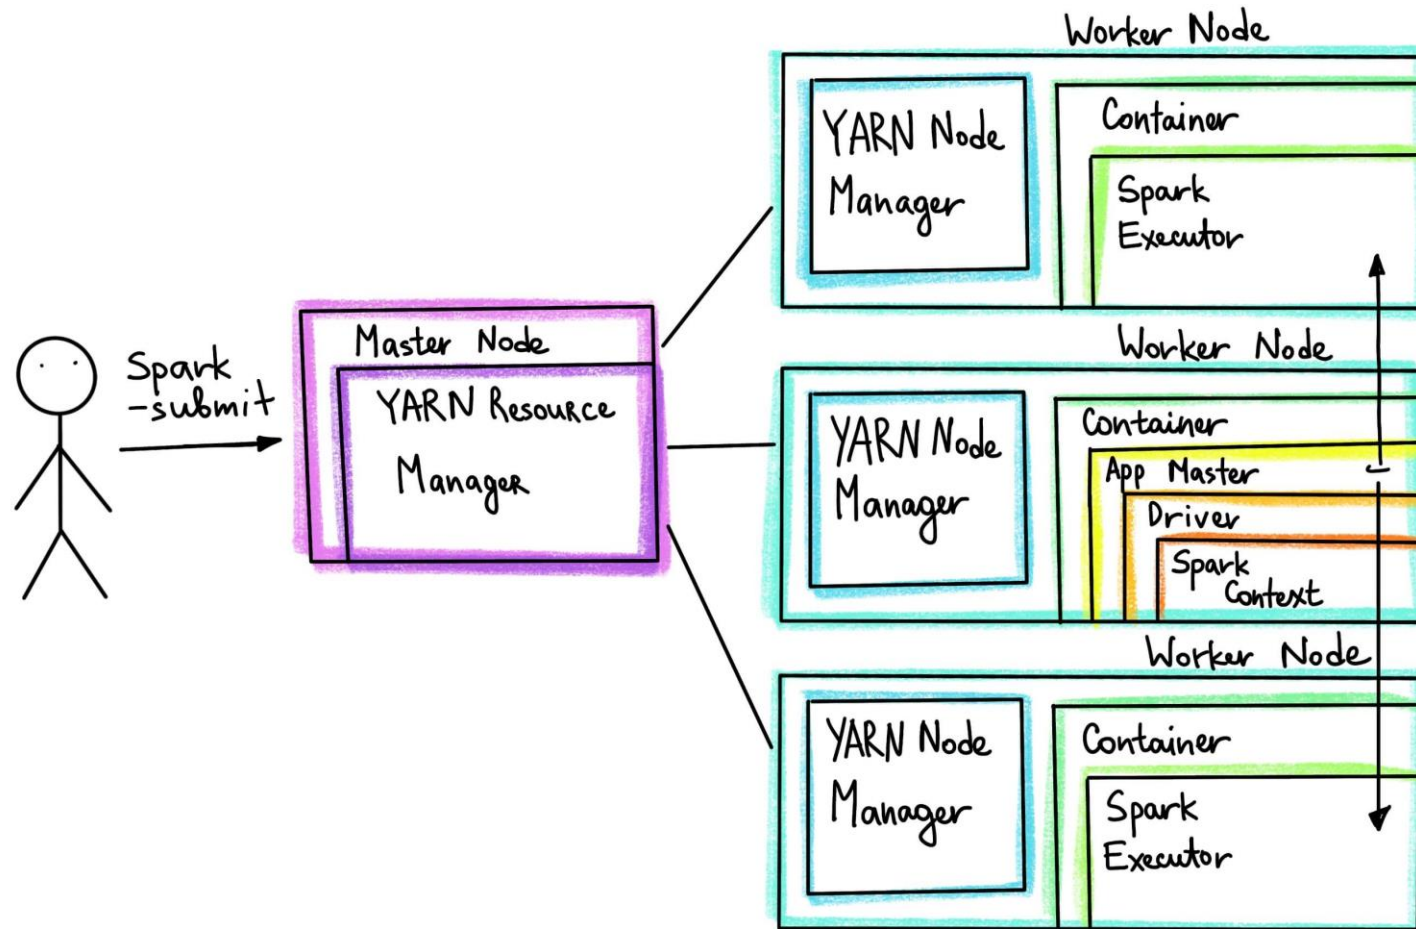 Spark
-submit
Master Node
YARN Resource
Manager
Worker Node
YARN Node
Manager
Container
Spark
Executor
Worker Node
YARN Node
Manager
Container
App Master
Driver
Spark
Context
Worker Node
YARN Node
Manager
Container
Spark
Executor